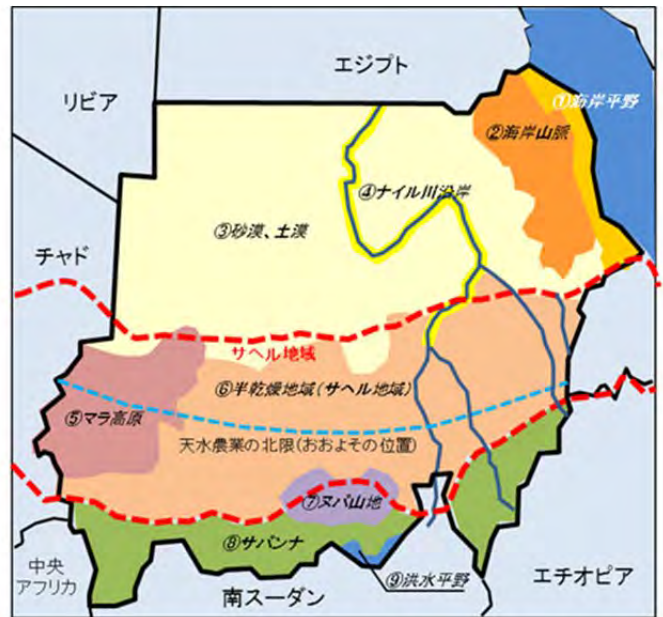 エジプト
リビア
①海岸平野
②海岸山脈
④ナイル川沿岸
③砂漠、土漠
チャド
サヘル地域
⑥半乾燥地域(サヘル地域)
⑤マラ高原
天水農業の北限(おおよその位置)
⑦ヌバ山地
⑧サバンナ
中央
アフリカ
⑨洪水平野
エチオピア
南スーダン